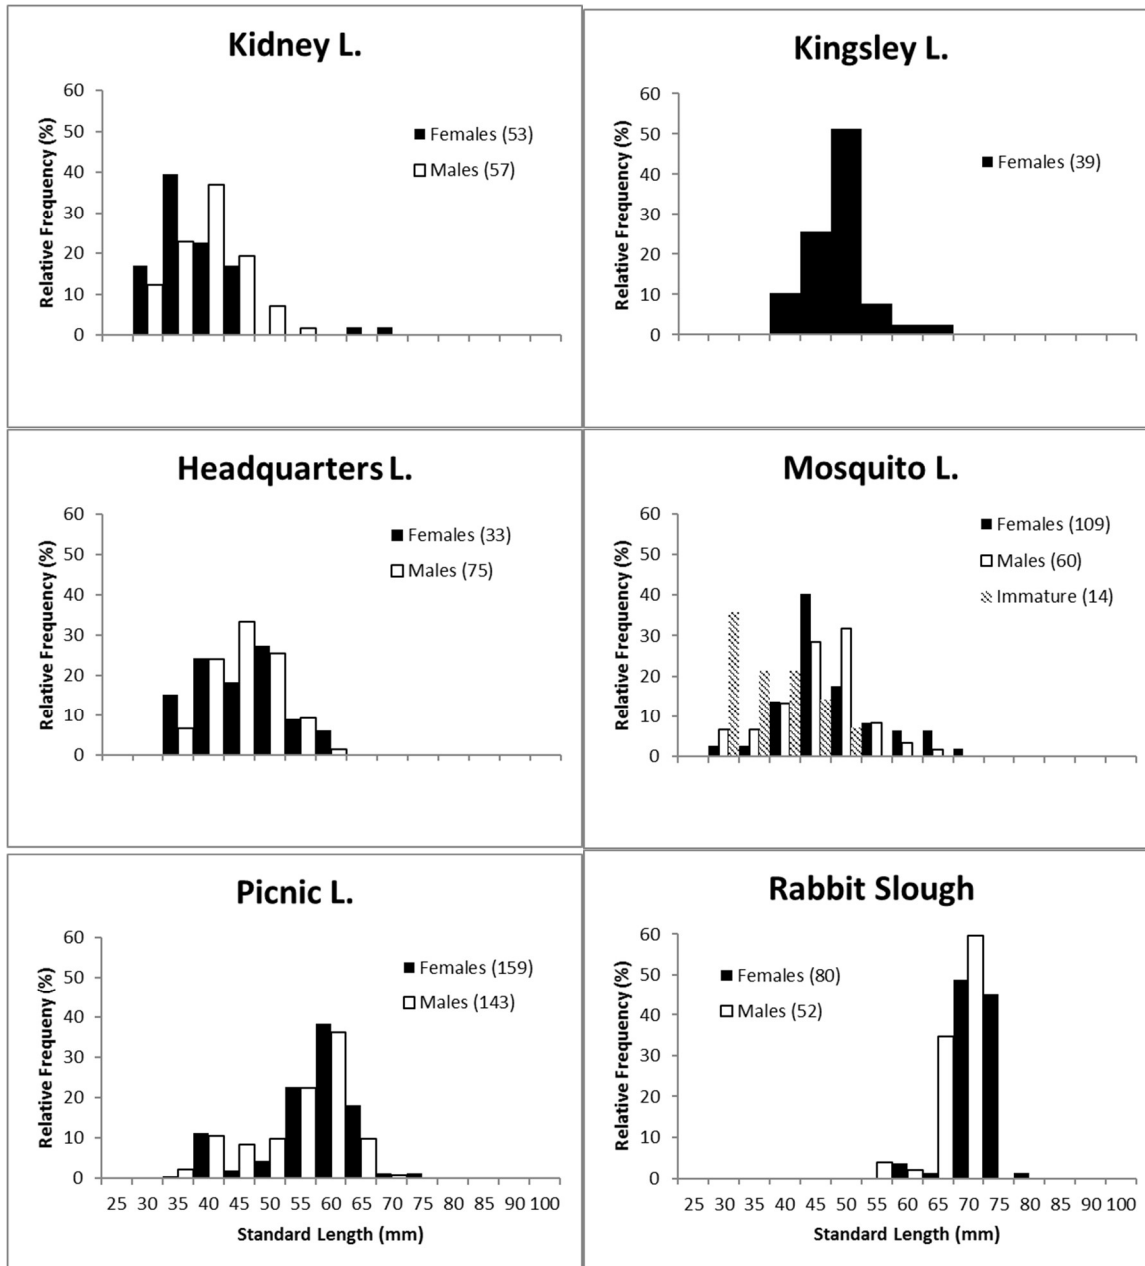 Kidney L.
Relative Frequency (%)
60
50
40
30
20
10
0
Females (53)
Males (57)
Kingsley L.
Relative Frequency (%)
60
50
40
30
20
10
0
Females (39)
Headquarters L.
Relative Frequency (%)
60
50
40
30
20
10
0
Females (33)
Males (75)
Mosquito L.
Relative Frequency (%)
60
50
40
30
20
10
0
Females (109)
Males (60)
Immature (14)
Picnic L.
Relative Frequeny (%)
60
50
40
30
20
10
0
Females (159)
Males (143)
25 30 35 40 45 50 55 60 65 70 75 80 85 90 95 100
Standard Length (mm)
Rabbit Slough
Relative Frequency (%)
60
50
40
30
20
10
0
Females (80)
Males (52)
25 30 35 40 45 50 55 60 65 70 75 80 85 90 95 100
Standard Length (mm)